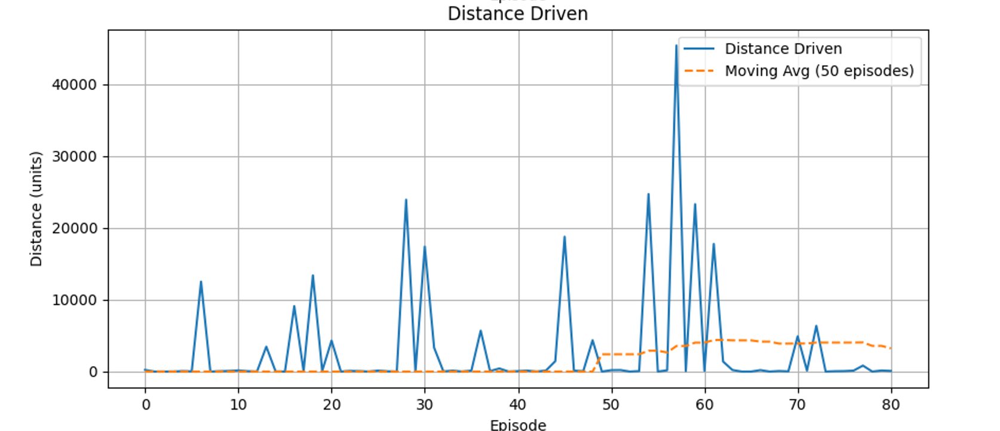 Episode
Distance Driven
Distance Driven
Moving Avg (50 episodes)
Distance (units)
40000
30000
20000
10000
0
0 10 20 30 40 50 60 70 80
Episode